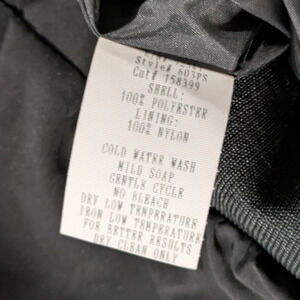 Style# 603PS
Cut# 158399
SHELL:
100% POLYESTER
LINING:
100% NYLON
COLD WATER WASH
MILD SOAP
GENTLE CYCLE
NO BLEACH
DRY LOW TEMPERATURE
IRON LOW TEMPERATURE
FOR BETTER RESULTS
DRY CLEAN ONLY